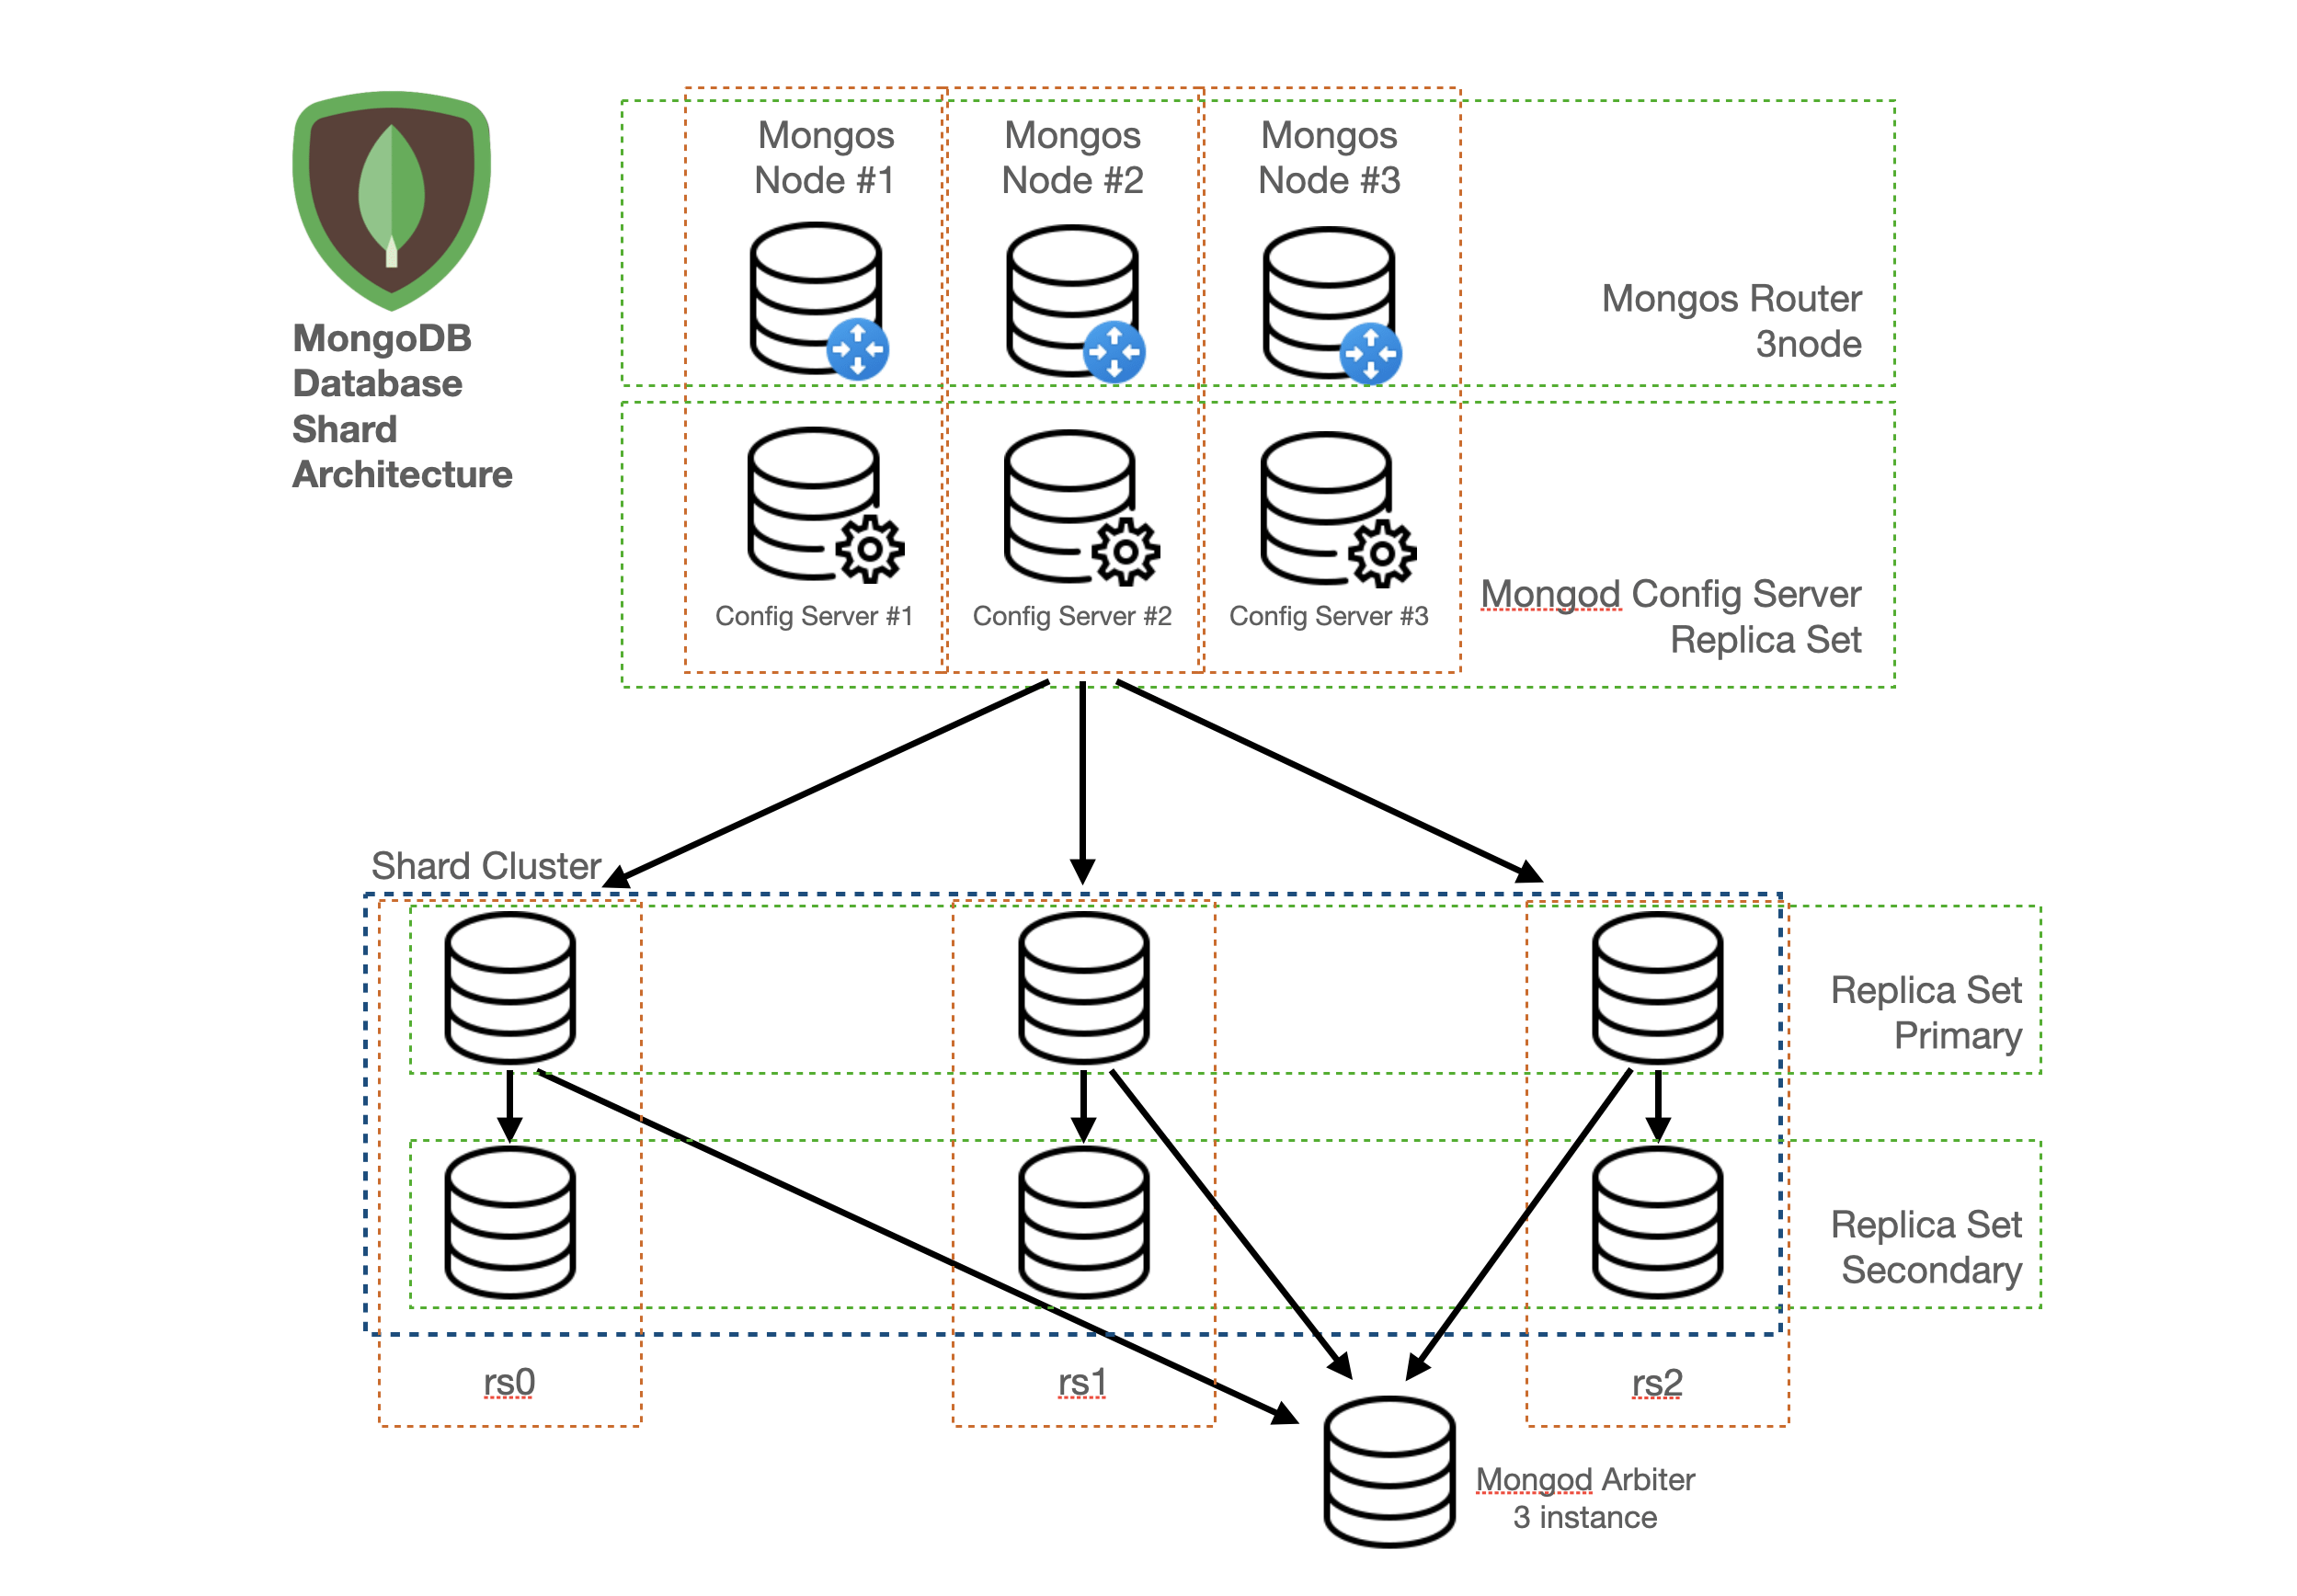 MongoDB
Database
Shard
Architecture
Mongos
Node #1
Mongos
Node #2
Mongos
Node #3
Mongos Router
3node
Config Server #1
Config Server #2
Config Server #3
Mongod Config Server
Replica Set
Shard Cluster
Replica Set
Primary
Replica Set
Secondary
rs0
rs1
rs2
Mongod Arbiter
3 instance